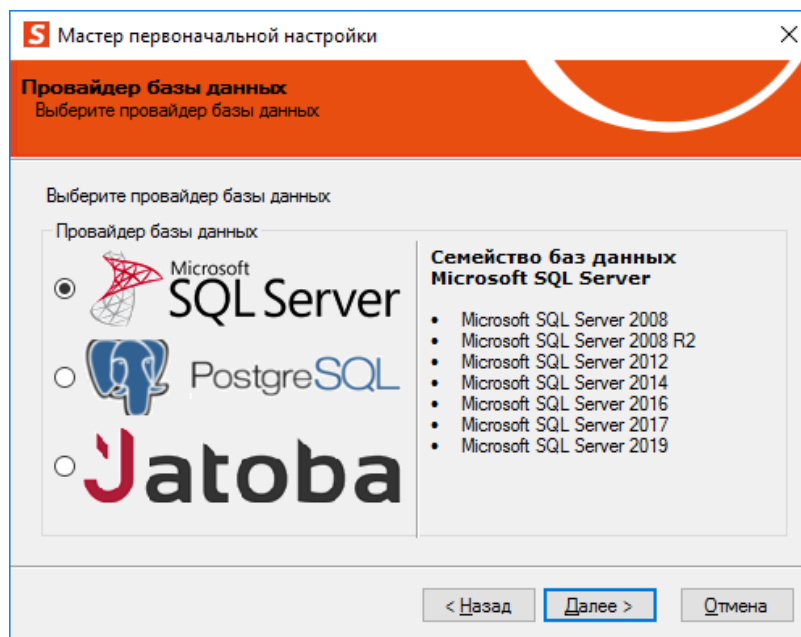 S Мастер первоначальной настройки
Провайдер базы данных
Выберите провайдер базы данных
Выберите провайдер базы данных
Провайдер базы данных
Microsoft
SQL Server
PostgreSQL
Jatoba
Семейство баз данных
Microsoft SQL Server
• Microsoft SQL Server 2008
• Microsoft SQL Server 2008 R2
• Microsoft SQL Server 2012
• Microsoft SQL Server 2014
• Microsoft SQL Server 2016
• Microsoft SQL Server 2017
• Microsoft SQL Server 2019
< Назад Далее > Отмена